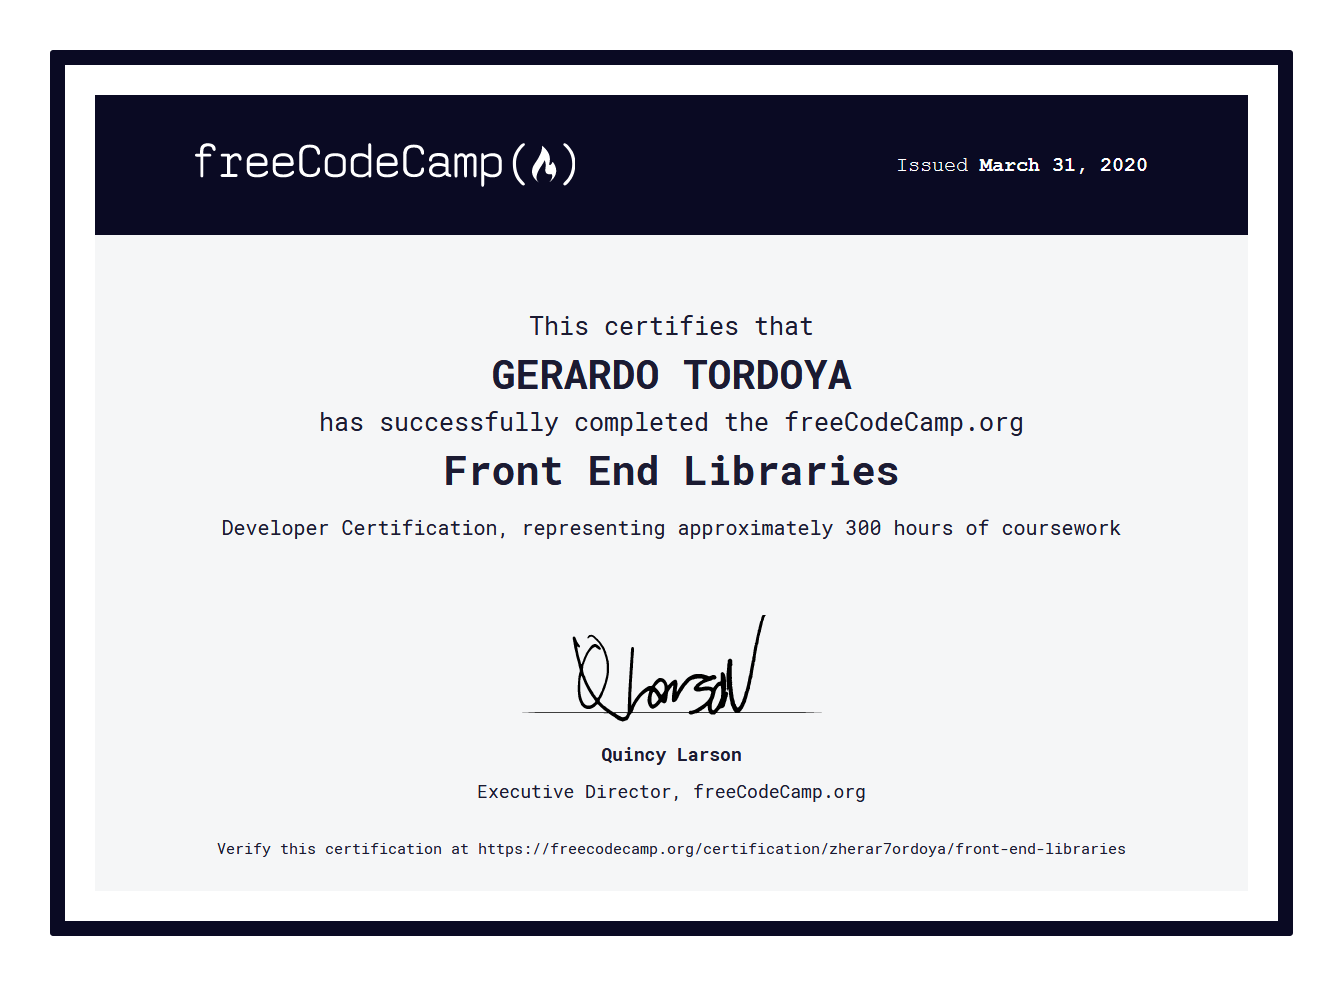 freeCodeCamp(🔥)
Issued March 31, 2020
This certifies that
GERARDO TORDOYA
has successfully completed the freeCodeCamp.org
Front End Libraries
Developer Certification, representing approximately 300 hours of coursework
Q Larson
Quincy Larson
Executive Director, freeCodeCamp.org
Verify this certification at https://freecodecamp.org/certification/zherar7ordoya/front-end-libraries